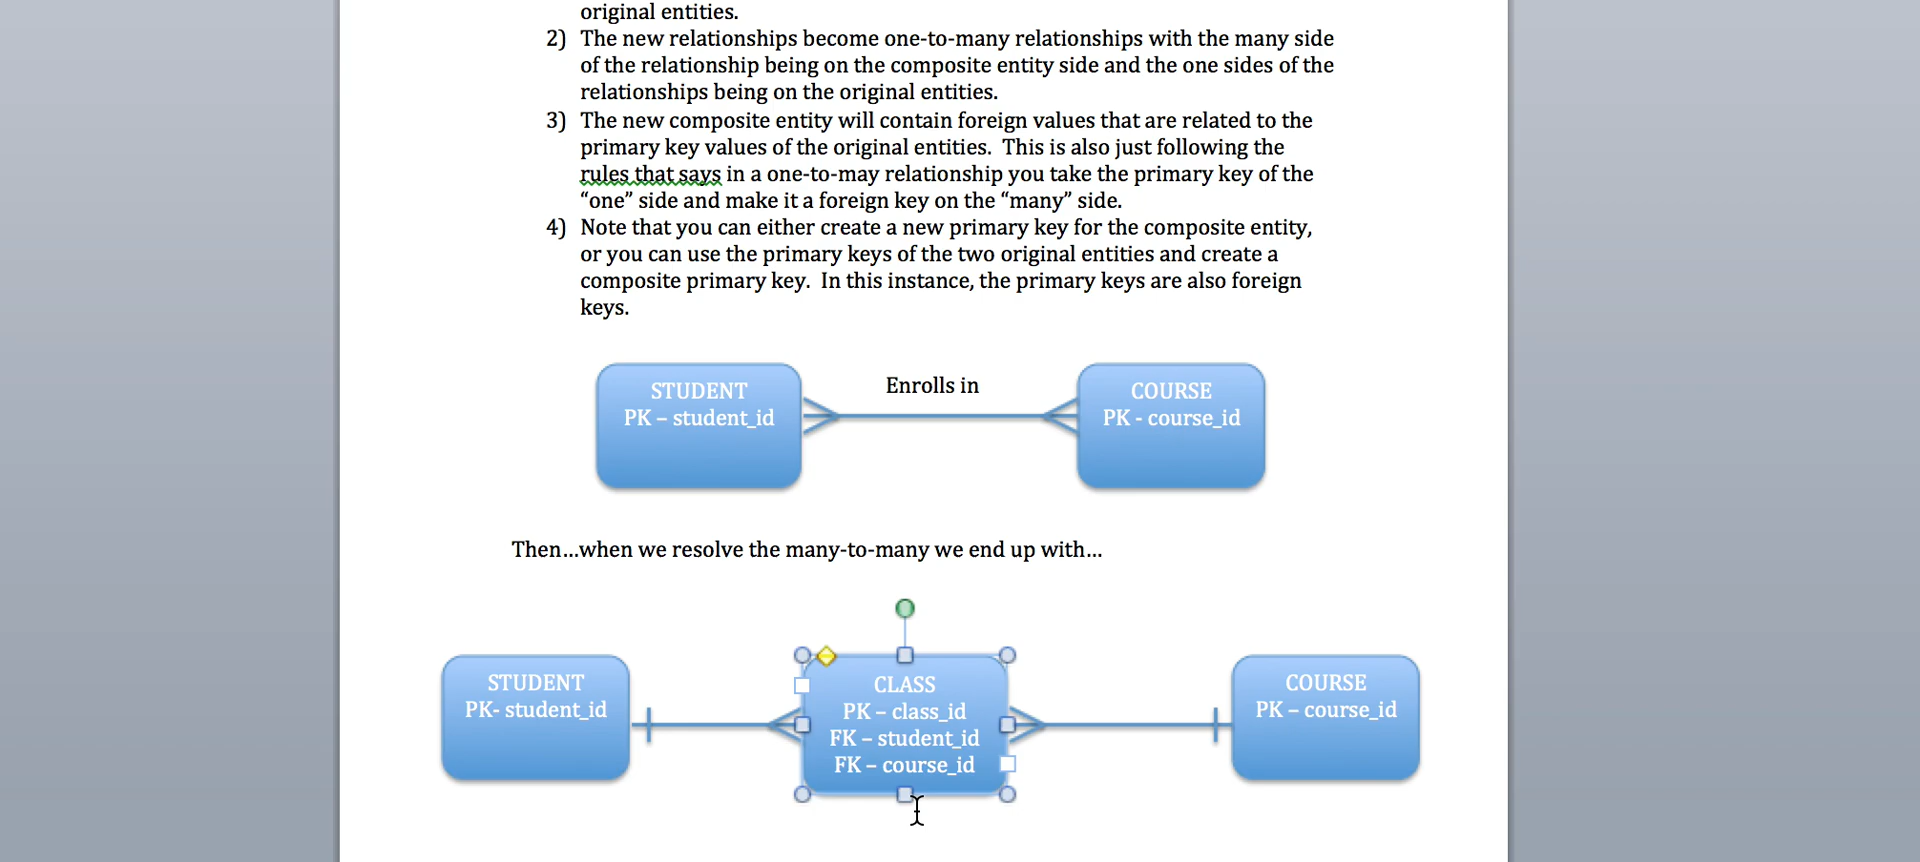 original entities.
2) The new relationships become one-to-many relationships with the many side
of the relationship being on the composite entity side and the one sides of the
relationships being on the original entities.
3) The new composite entity will contain foreign values that are related to the
primary key values of the original entities.  This is also just following the
rules that says in a one-to-may relationship you take the primary key of the
“one” side and make it a foreign key on the “many” side.
4) Note that you can either create a new primary key for the composite entity,
or you can use the primary keys of the two original entities and create a
composite primary key.  In this instance, the primary keys are also foreign
keys.
STUDENT
PK – student_id
Enrolls in
COURSE
PK - course_id
Then…when we resolve the many-to-many we end up with…
STUDENT
PK- student_id
CLASS
PK – class_id
FK – student_id
FK – course_id
COURSE
PK – course_id